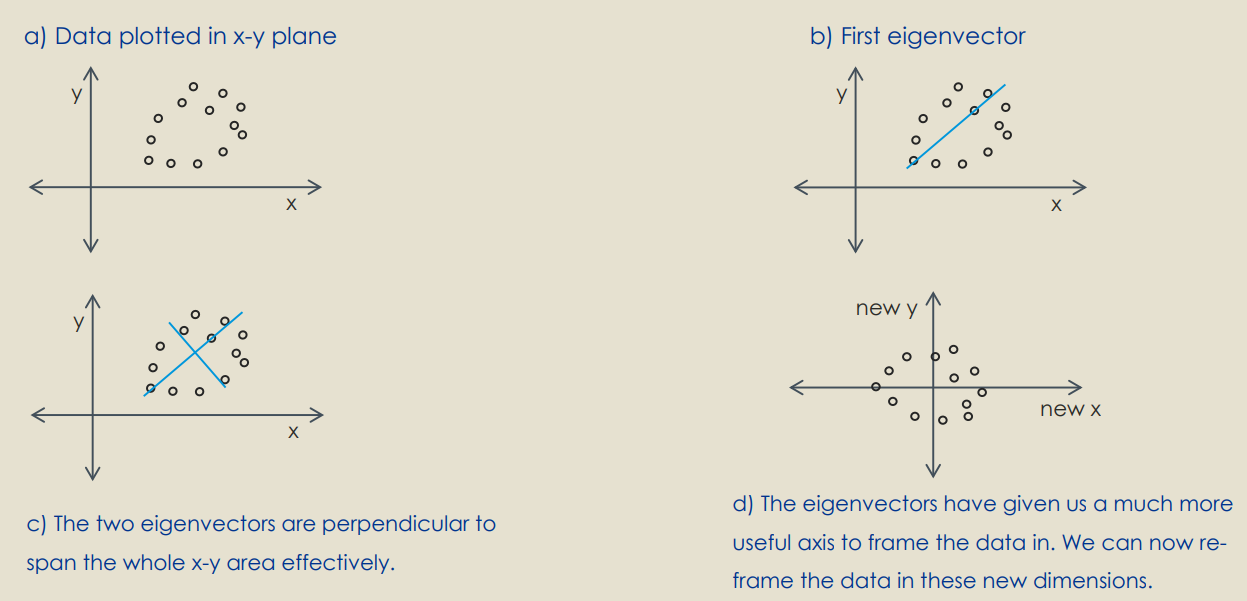 a) Data plotted in x-y plane
y
x
b) First eigenvector
y
x
y
x
c) The two eigenvectors are perpendicular to
span the whole x-y area effectively.
new y
new x
d) The eigenvectors have given us a much more
useful axis to frame the data in. We can now re-
frame the data in these new dimensions.